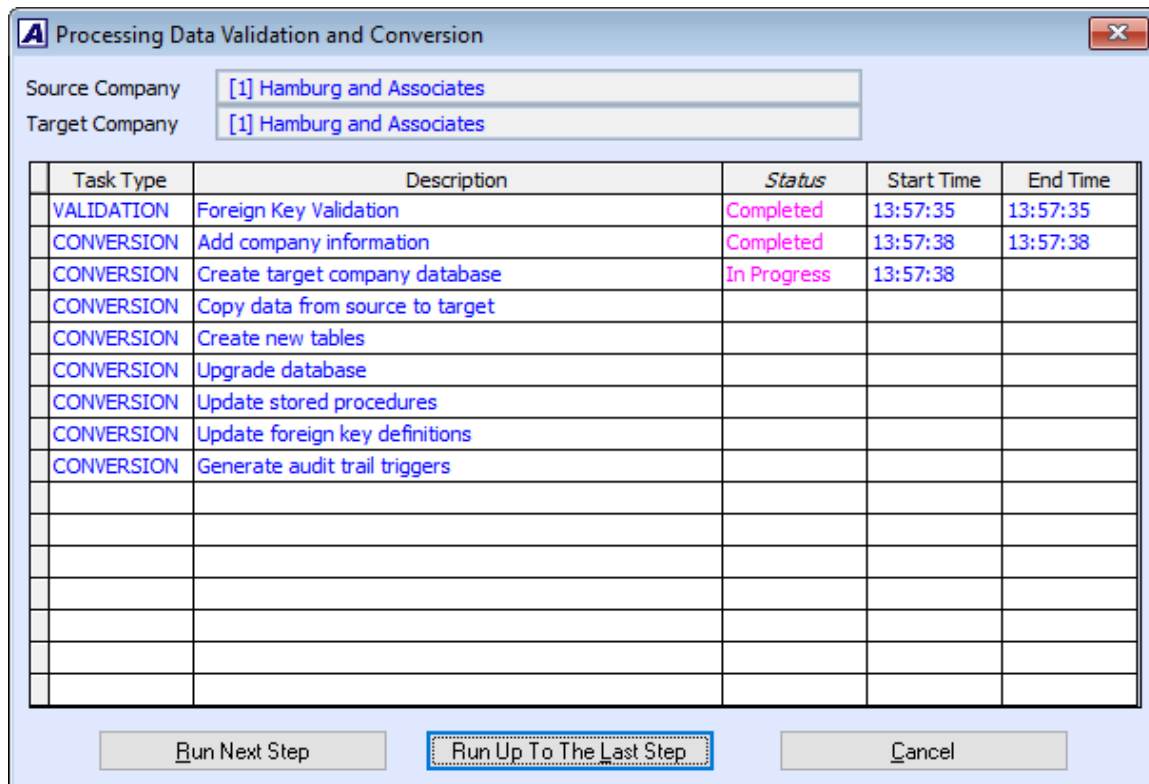 Processing Data Validation and Conversion
Source Company [1] Hamburg and Associates
Target Company [1] Hamburg and Associates
Task Type Description Status Start Time End Time
VALIDATION Foreign Key Validation Completed 13:57:35 13:57:35
CONVERSION Add company information Completed 13:57:38 13:57:38
CONVERSION Create target company database In Progress 13:57:38
CONVERSION Copy data from source to target
CONVERSION Create new tables
CONVERSION Upgrade database
CONVERSION Update stored procedures
CONVERSION Update foreign key definitions
CONVERSION Generate audit trail triggers
Run Next Step Run Up To The Last Step Cancel